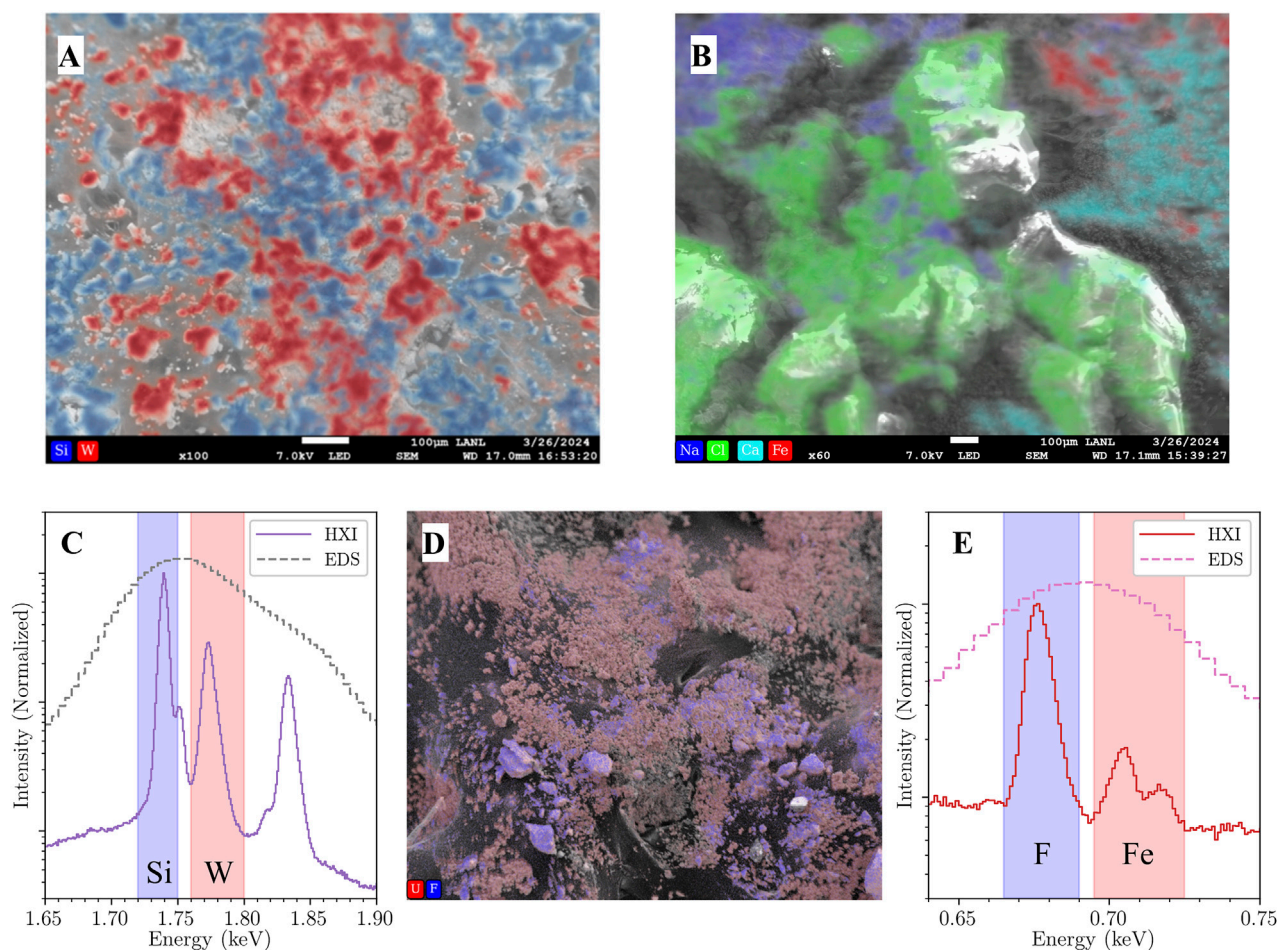 A
Si W x100 7.0kV LED 100μm LANL SEM 3/26/2024 WD 17.0mm 16:53:20
B
Na Cl Ca Fe x60 7.0kV LED 100μm LANL SEM 3/26/2024 WD 17.1mm 15:39:27
C
HXI
EDS
Intensity (Normalized)
Si W
1.65 1.70 1.75 1.80 1.85 1.90
Energy (keV)
D
U F
E
HXI
EDS
Intensity (Normalized)
F Fe
0.65 0.70 0.75
Energy (keV)